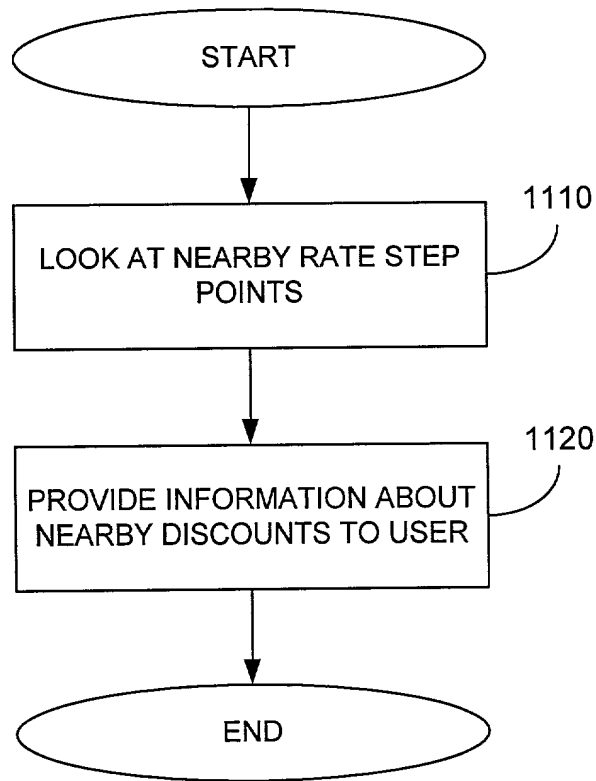 START
1110
LOOK AT NEARBY RATE STEP
POINTS
1120
PROVIDE INFORMATION ABOUT
NEARBY DISCOUNTS TO USER
END